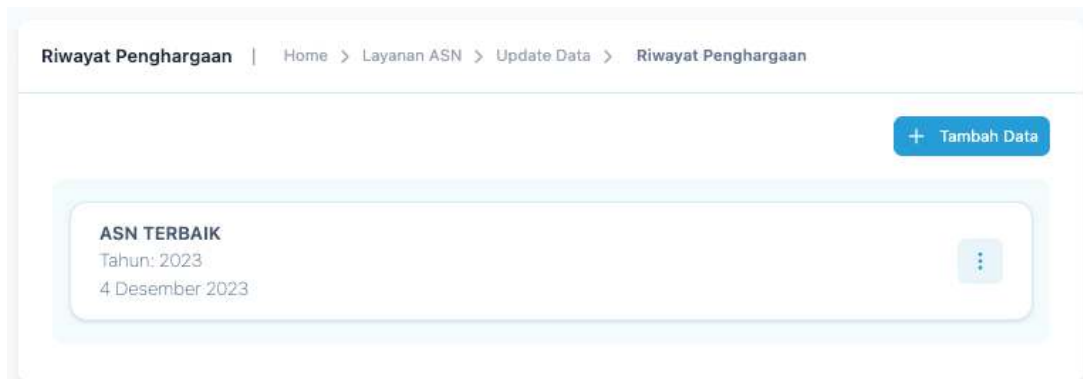 Riwayat Penghargaan | Home > Layanan ASN > Update Data > Riwayat Penghargaan
+ Tambah Data
ASN TERBAIK
Tahun: 2023
4 Desember 2023